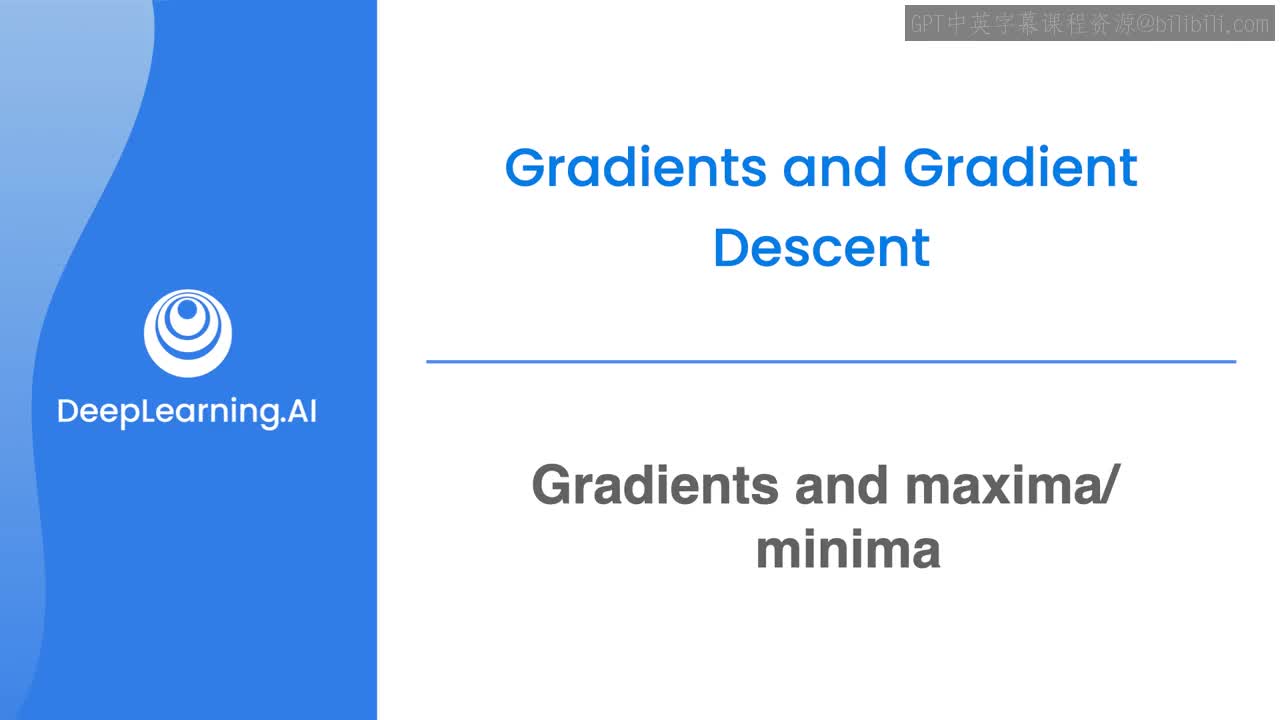 GPT中英字幕课程资源@bilibili.com
Gradients and Gradient
Descent
DeepLearning.AI
Gradients and maxima/
minima